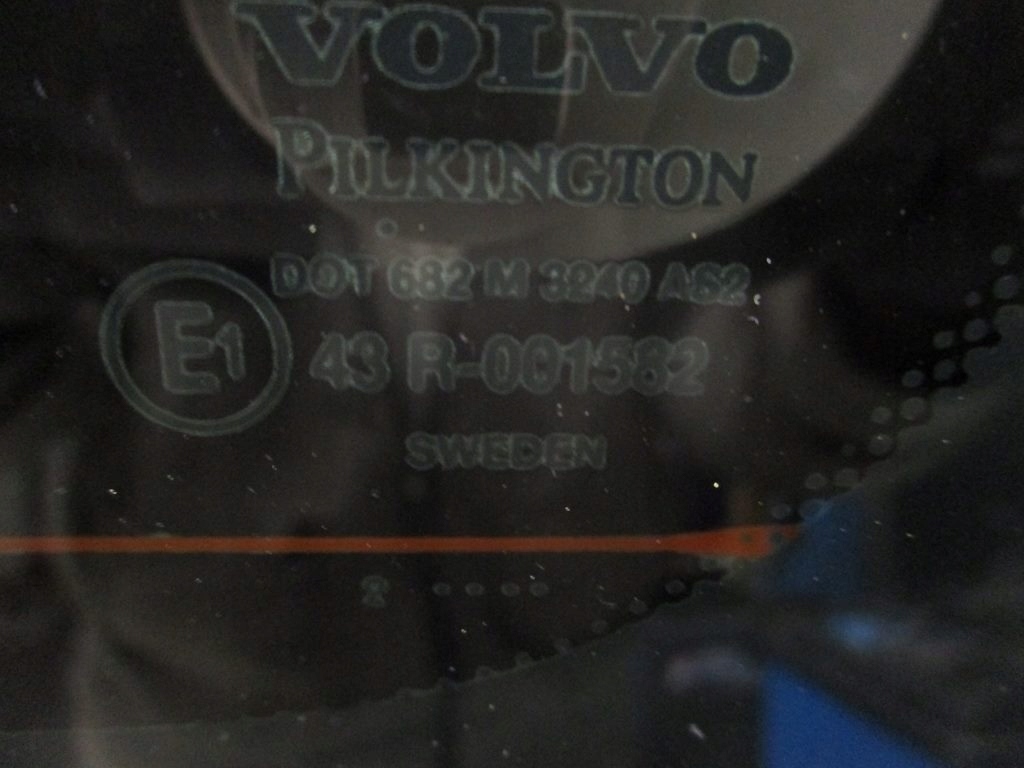 VOLVO
PILKINGTON
DOT 682 M 3240 AS2
E1
43 R-001582
SWEDEN